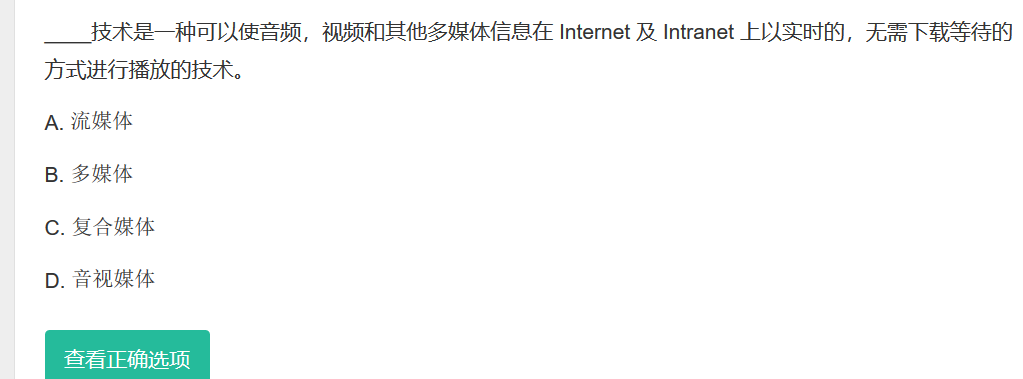 _____技术是一种可以使音频，视频和其他多媒体信息在 Internet 及 Intranet 上以实时的，无需下载等待的
方式进行播放的技术。
A. 流媒体
B. 多媒体
C. 复合媒体
D. 音视媒体
查看正确选项